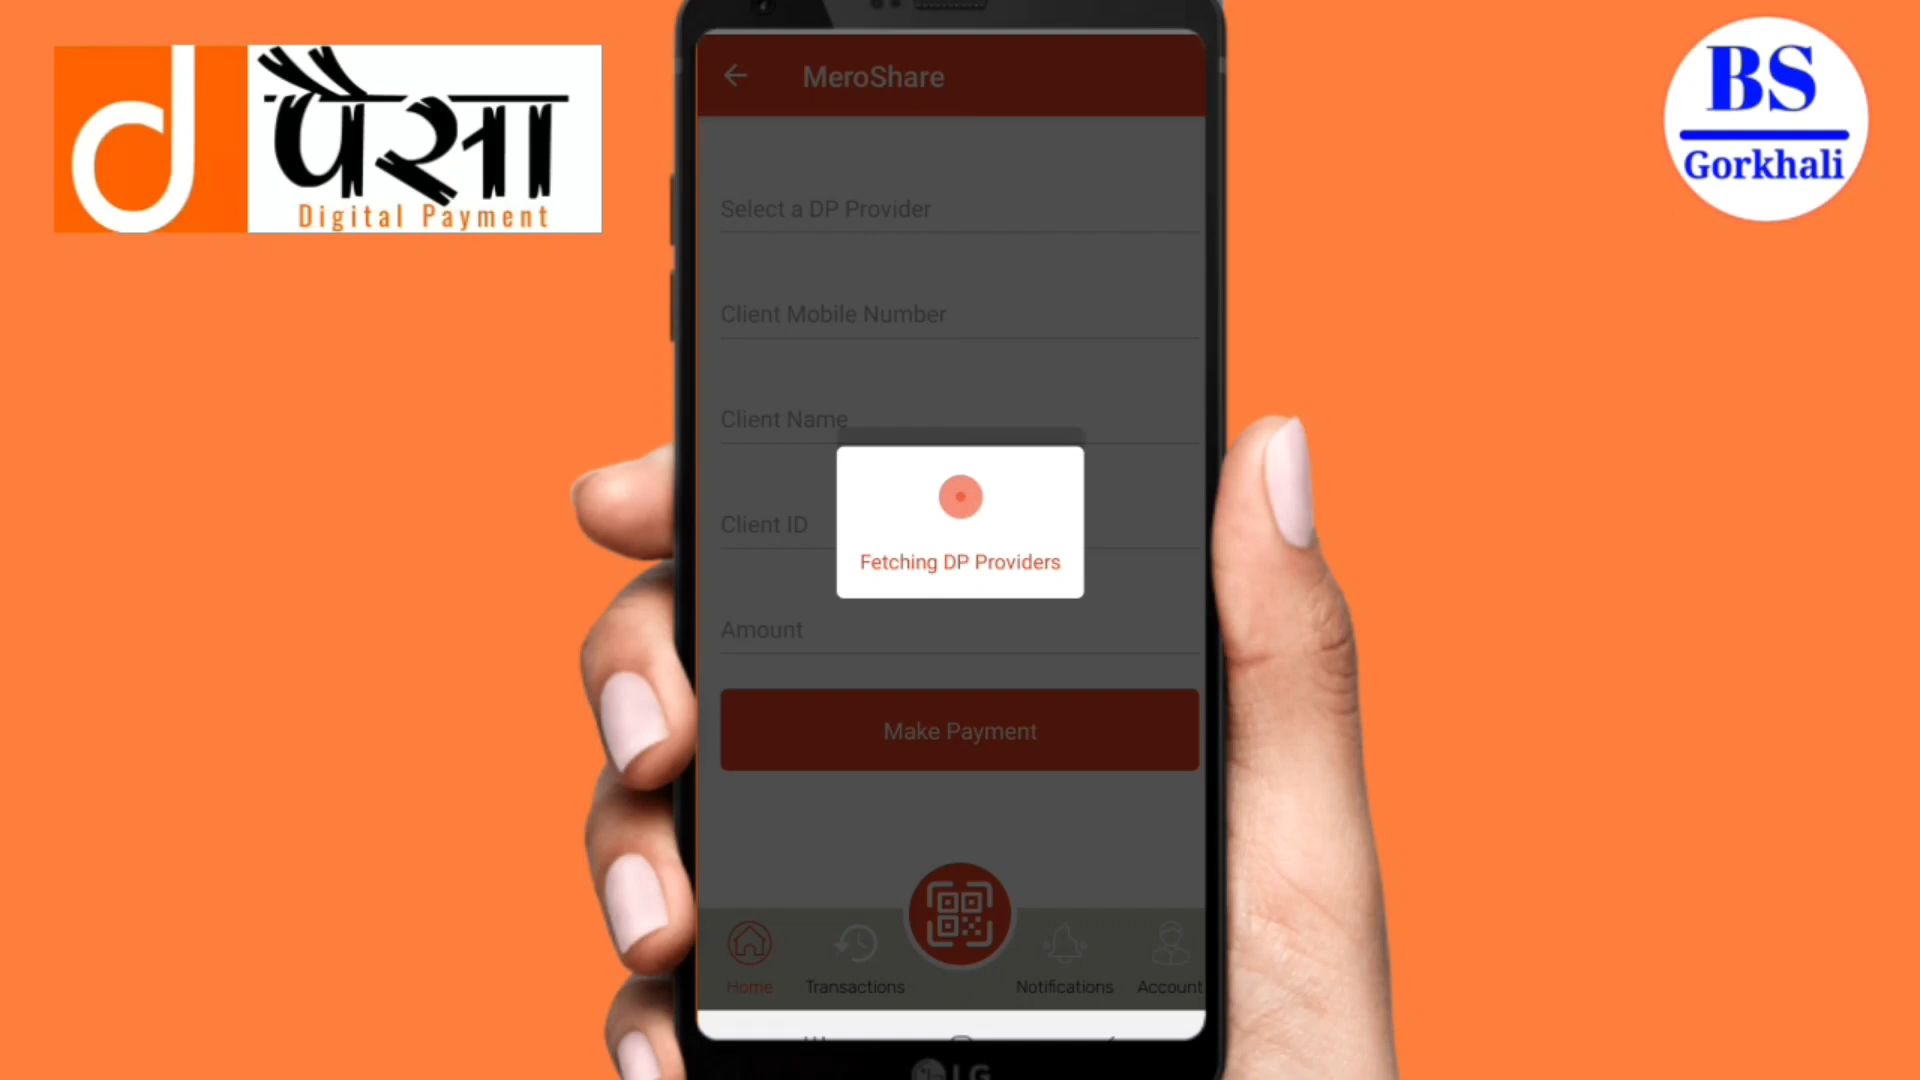 d पैसा
Digital Payment
BS
Gorkhali
MeroShare
Select a DP Provider
Client Mobile Number
Client Name
Client ID
Fetching DP Providers
Amount
Make Payment
Home
Transactions
Notifications
Account
LG